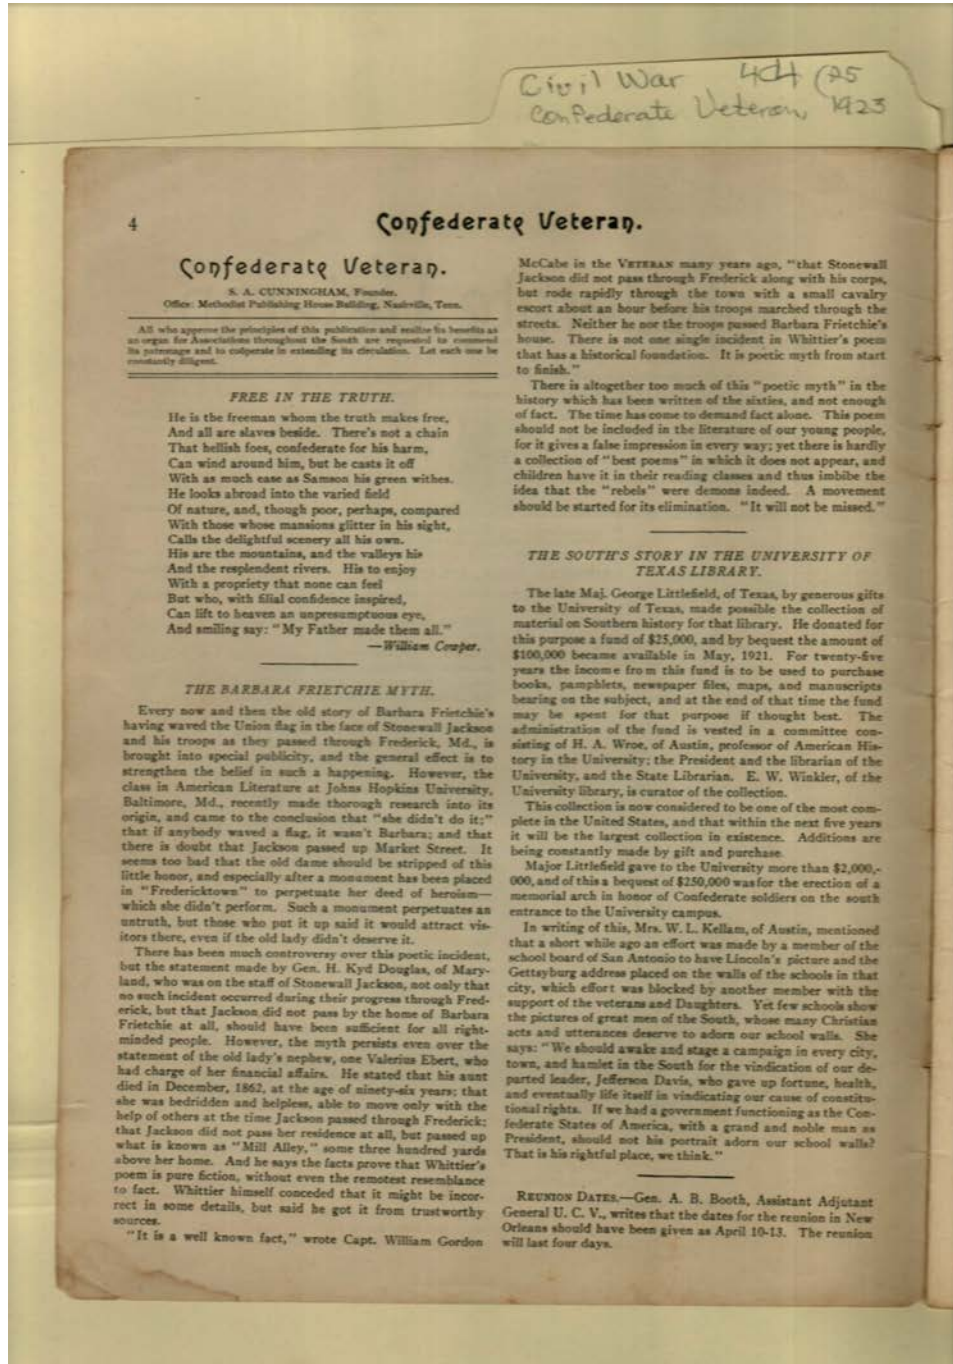 Civil War 4d4 (25
Confederate Veteran, 1923
4
Confederate Veteran.
Confederate Veteran.
S. A. CUNNINGHAM, Founder.
Office: Methodist Publishing House Building, Nashville, Tenn.
All who approve the principles of this publication and realize its benefits as
an organ for Associations throughout the South are requested to commend
its patronage and to coöperate in extending its circulation. Let each one be
constantly diligent.
FREE IN THE TRUTH.
He is the freeman whom the truth makes free,
And all are slaves beside. There's not a chain
That hellish foes, confederate for his harm,
Can wind around him, but he casts it off
With as much ease as Samson his green withes.
He looks abroad into the varied field
Of nature, and, though poor, perhaps, compared
With those whose mansions glitter in his sight,
Calls the delightful scenery all his own.
His are the mountains, and the valleys his
And the resplendent rivers. His to enjoy
With a propriety that none can feel
But who, with filial confidence inspired,
Can lift to heaven an unpresumptuous eye,
And smiling say: "My Father made them all."
—William Cowper.
THE BARBARA FRIETCHIE MYTH.
Every now and then the old story of Barbara Frietchie's
having waved the Union flag in the face of Stonewall Jackson
and his troops as they passed through Frederick, Md., is
brought into special publicity, and the general effect is to
strengthen the belief in such a happening. However, the
class in American Literature at Johns Hopkins University,
Baltimore, Md., recently made thorough research into its
origin, and came to the conclusion that "she didn't do it;"
that if anybody waved a flag, it wasn't Barbara; and that
there is doubt that Jackson passed up Market Street. It
seems too bad that the old dame should be stripped of this
little honor, and especially after a monument has been placed
in "Fredericktown" to perpetuate her deed of heroism—
which she didn't perform. Such a monument perpetuates an
untruth, but those who put it up said it would attract vis-
itors there, even if the old lady didn't deserve it.
There has been much controversy over this poetic incident,
but the statement made by Gen. H. Kyd Douglas, of Mary-
land, who was on the staff of Stonewall Jackson, not only that
no such incident occurred during their progress through Fred-
erick, but that Jackson did not pass by the home of Barbara
Frietchie at all, should have been sufficient for all right-
minded people. However, the myth persists even over the
statement of the old lady's nephew, one Valerius Ebert, who
had charge of her financial affairs. He stated that his aunt
died in December, 1862, at the age of ninety-six years; that
she was bedridden and helpless, able to move only with the
help of others at the time Jackson passed through Frederick;
that Jackson did not pass her residence at all, but passed up
what is known as "Mill Alley," some three hundred yards
above her home. And he says the facts prove that Whittier's
poem is pure fiction, without even the remotest resemblance
to fact. Whittier himself conceded that it might be incor-
rect in some details, but said he got it from trustworthy
sources.
"It is a well known fact," wrote Capt. William Gordon
McCabe in the VETERAN many years ago, "that Stonewall
Jackson did not pass through Frederick along with his corps,
but rode rapidly through the town with a small cavalry
escort about an hour before his troops marched through the
streets. Neither he nor the troops passed Barbara Frietchie's
house. There is not one single incident in Whittier's poem
that has a historical foundation. It is poetic myth from start
to finish."
There is altogether too much of this "poetic myth" in the
history which has been written of the sixties, and not enough
of fact. The time has come to demand fact alone. This poem
should not be included in the literature of our young people,
for it gives a false impression in every way; yet there is hardly
a collection of "best poems" in which it does not appear, and
children have it in their reading classes and thus imbibe the
idea that the "rebels" were demons indeed. A movement
should be started for its elimination. "It will not be missed."
THE SOUTH'S STORY IN THE UNIVERSITY OF
TEXAS LIBRARY.
The late Maj. George Littlefield, of Texas, by generous gifts
to the University of Texas, made possible the collection of
material on Southern history for that library. He donated for
this purpose a fund of $25,000, and by bequest the amount of
$100,000 became available in May, 1921. For twenty-five
years the income from this fund is to be used to purchase
books, pamphlets, newspaper files, maps, and manuscripts
bearing on the subject, and at the end of that time the fund
may be spent for that purpose if thought best. The
administration of the fund is vested in a committee con-
sisting of H. A. Wroe, of Austin, professor of American His-
tory in the University; the President and the librarian of the
University, and the State Librarian. E. W. Winkler, of the
University library, is curator of the collection.
This collection is now considered to be one of the most com-
plete in the United States, and that within the next five years
it will be the largest collection in existence. Additions are
being constantly made by gift and purchase.
Major Littlefield gave to the University more than $2,000,-
000, and of this a bequest of $250,000 was for the erection of a
memorial arch in honor of Confederate soldiers on the south
entrance to the University campus.
In writing of this, Mrs. W. L. Kellam, of Austin, mentioned
that a short while ago an effort was made by a member of the
school board of San Antonio to have Lincoln's picture and the
Gettsyburg address placed on the walls of the schools in that
city, which effort was blocked by another member with the
support of the veterans and Daughters. Yet few schools show
the pictures of great men of the South, whose many Christian
acts and utterances deserve to adorn our school walls. She
says: "We should awake and stage a campaign in every city,
town, and hamlet in the South for the vindication of our de-
parted leader, Jefferson Davis, who gave up fortune, health,
and eventually life itself in vindicating our cause of constitu-
tional rights. If we had a government functioning as the Con-
federate States of America, with a grand and noble man as
President, should not his portrait adorn our school walls?
That is his rightful place, we think."
REUNION DATES.—Gen. A. B. Booth, Assistant Adjutant
General U. C. V., writes that the dates for the reunion in New
Orleans should have been given as April 10-13. The reunion
will last four days.